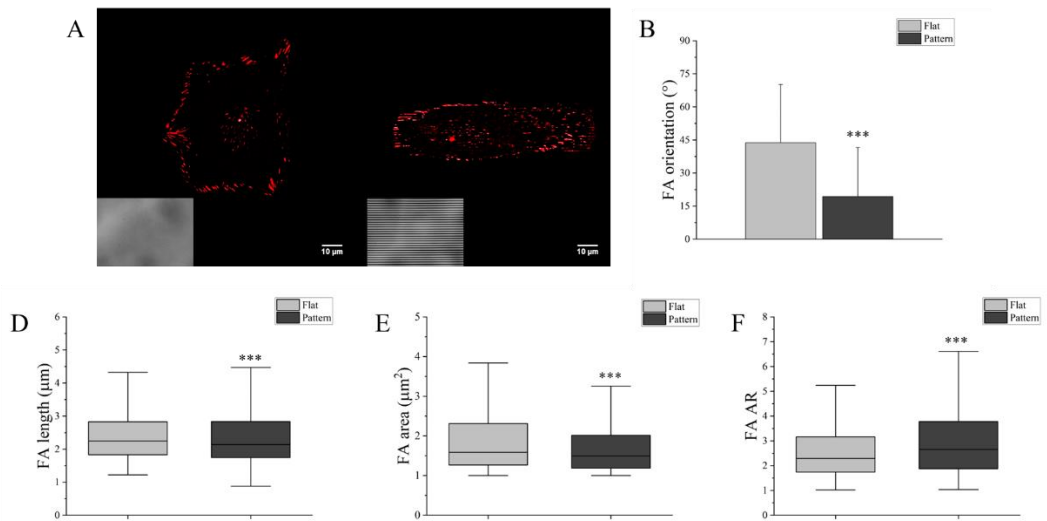 A
10 μm
10 μm
B
Flat
Pattern
FA orientation (°)
90
75
60
45
30
15
0
***
D
Flat
Pattern
FA length (μm)
6
5
4
3
2
1
0
***
E
Flat
Pattern
FA area (μm²)
5
4
3
2
1
0
***
F
Flat
Pattern
FA AR
8
7
6
5
4
3
2
1
0
***